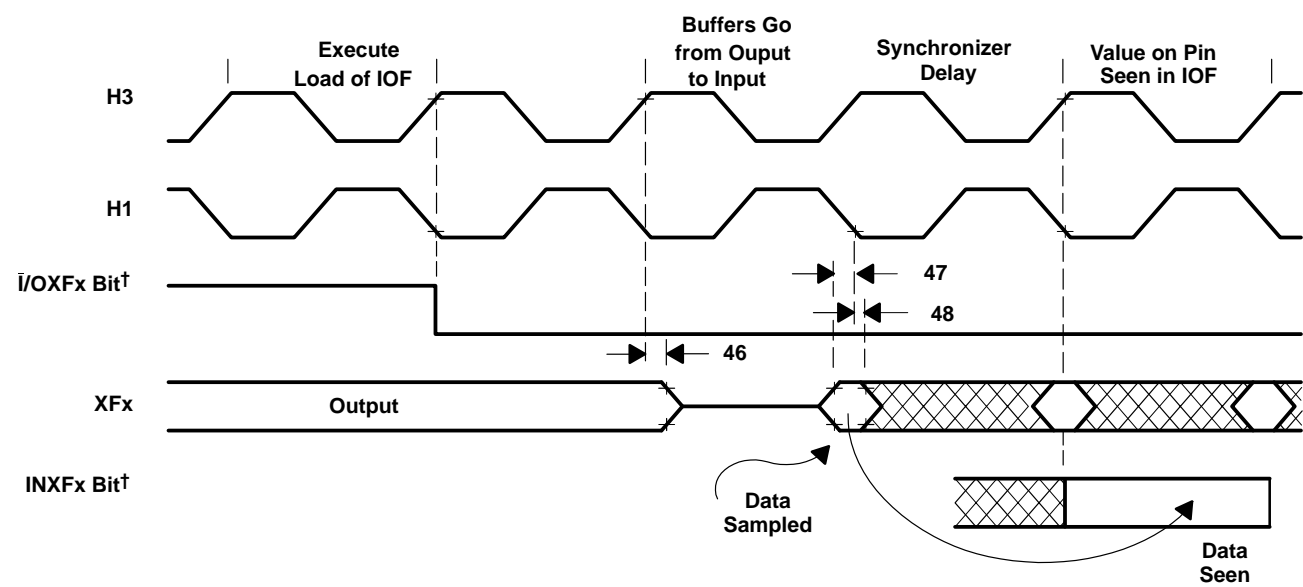 Execute
Load of IOF
Buffers Go
from Ouput
to Input
Synchronizer
Delay
Value on Pin
Seen in IOF
H3
H1
Ī/OXFx Bit†
47
48
46
XFx
Output
INXFx Bit†
Data
Sampled
Data
Seen